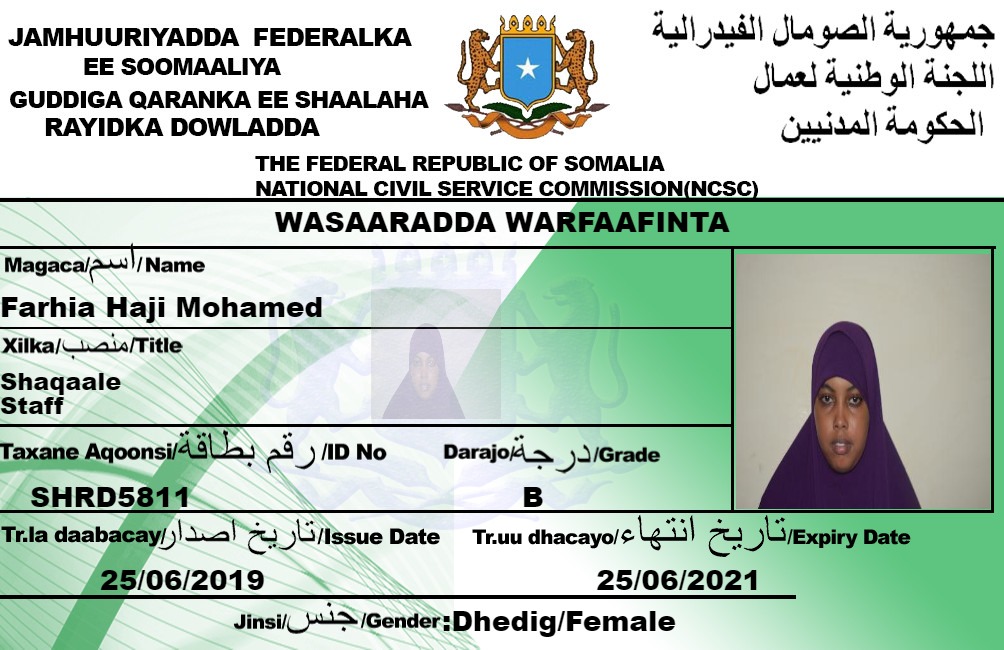 JAMHUURIYADDA FEDERALKA
EE SOOMAALIYA
GUDDIGA QARANKA EE SHAALAHA
RAYIDKA DOWLADDA
جمهورية الصومال الفيدرالية
اللجنة الوطنية لعمال
الحكومة المدنيين
THE FEDERAL REPUBLIC OF SOMALIA
NATIONAL CIVIL SERVICE COMMISSION(NCSC)
WASAARADDA WARFAAFINTA
Magaca/اسم/Name
Farhia Haji Mohamed
Xilka/منصب/Title
Shaqaale
Staff
Taxane Aqoonsi/رقم بطاقة/ID No
SHRD5811
Darajo/درجة/Grade
B
Tr.la daabacay/تاريخ اصدار/Issue Date
25/06/2019
Tr.uu dhacayo/تاريخ انتهاء/Expiry Date
25/06/2021
Jinsi/جنس/Gender:Dhedig/Female